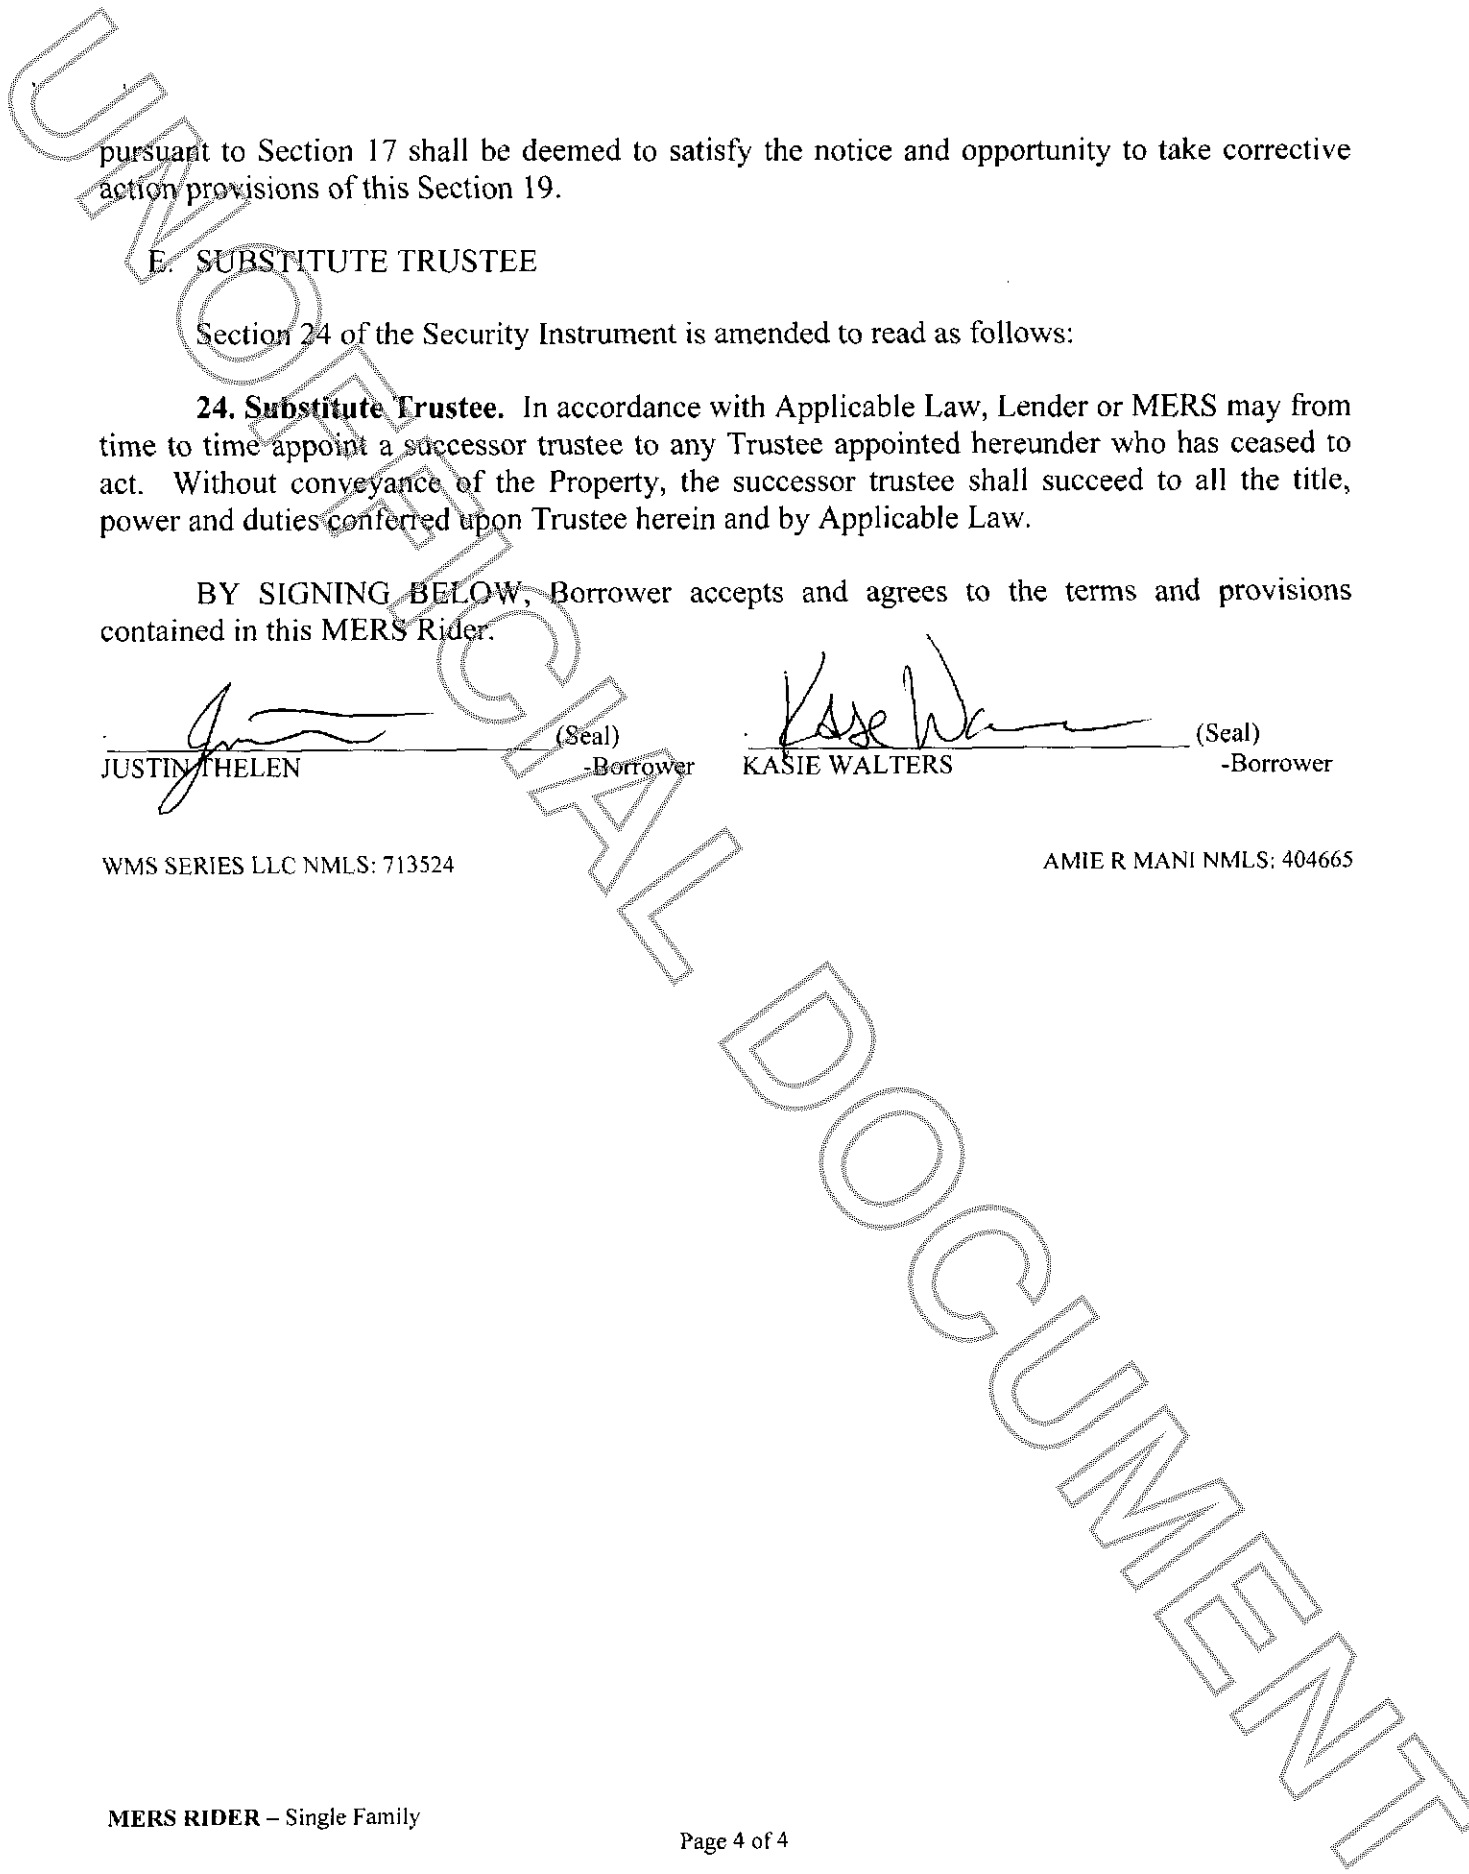 pursuant to Section 17 shall be deemed to satisfy the notice and opportunity to take corrective
action provisions of this Section 19.
E. SUBSTITUTE TRUSTEE
Section 24 of the Security Instrument is amended to read as follows:
24. Substitute Trustee. In accordance with Applicable Law, Lender or MERS may from
time to time appoint a successor trustee to any Trustee appointed hereunder who has ceased to
act. Without conveyance of the Property, the successor trustee shall succeed to all the title,
power and duties conferred upon Trustee herein and by Applicable Law.
BY SIGNING BELOW, Borrower accepts and agrees to the terms and provisions
contained in this MERS Rider.
Kasie Wa
(Seal) (Seal)
JUSTIN THELEN -Borrower KASIE WALTERS -Borrower
WMS SERIES LLC NMLS: 713524 AMIE R MANI NMLS: 404665
MERS RIDER – Single Family
Page 4 of 4
UNOFFICIAL DOCUMENT